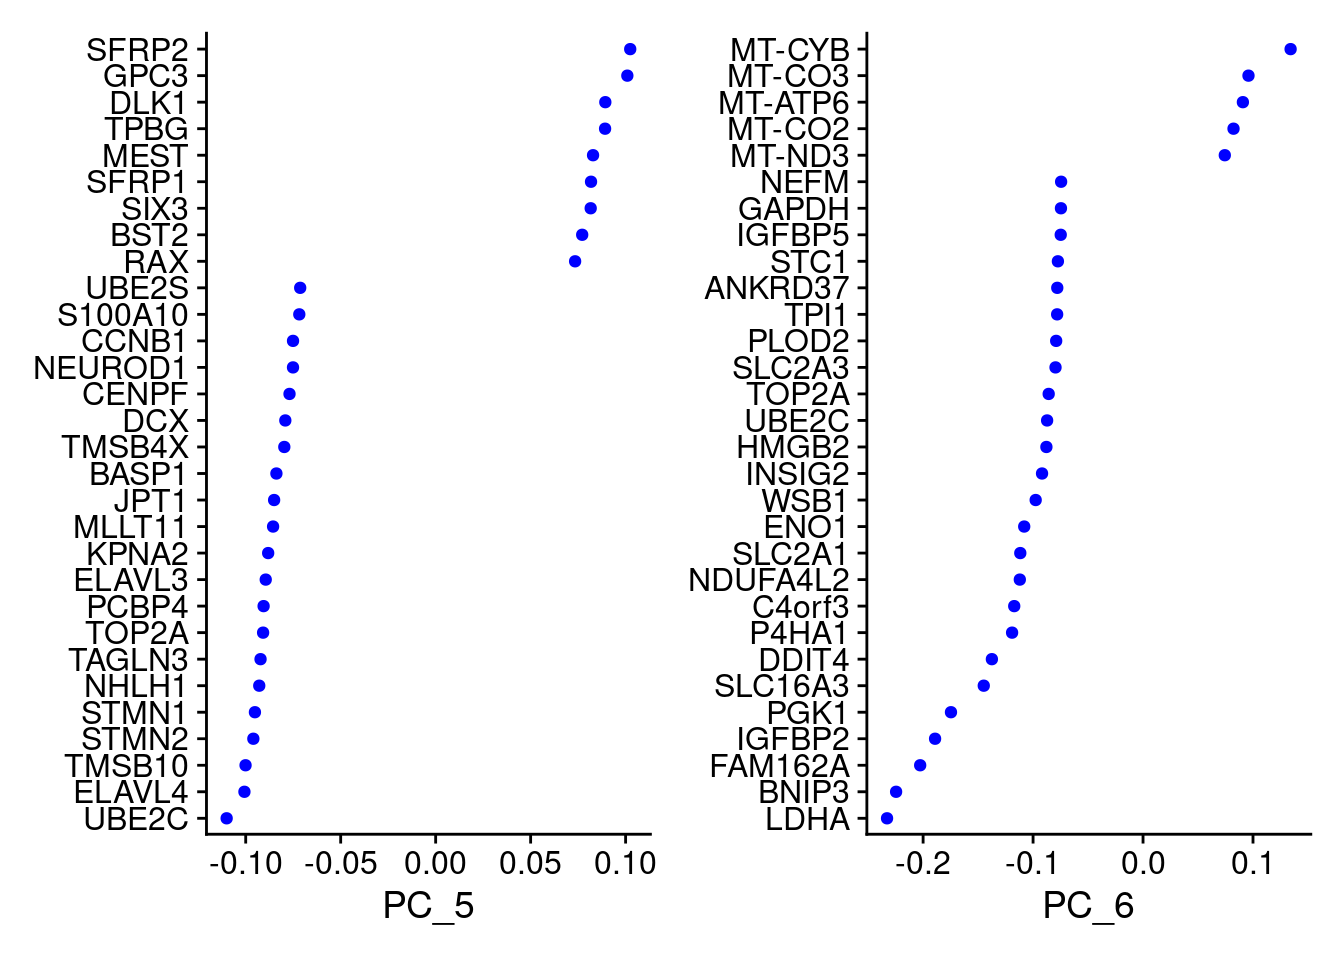 SFRP2
GPC3
DLK1
TPBG
MEST
SFRP1
SIX3
BST2
RAX
UBE2S
S100A10
CCNB1
NEUROD1
CENPF
DCX
TMSB4X
BASP1
JPT1
MLLT11
KPNA2
ELAVL3
PCBP4
TOP2A
TAGLN3
NHLH1
STMN1
STMN2
TMSB10
ELAVL4
UBE2C
-0.10 -0.05 0.00 0.05 0.10
PC_5
MT-CYB
MT-CO3
MT-ATP6
MT-CO2
MT-ND3
NEFM
GAPDH
IGFBP5
STC1
ANKRD37
TPI1
PLOD2
SLC2A3
TOP2A
UBE2C
HMGB2
INSIG2
WSB1
ENO1
SLC2A1
NDUFA4L2
C4orf3
P4HA1
DDIT4
SLC16A3
PGK1
IGFBP2
FAM162A
BNIP3
LDHA
-0.2 -0.1 0.0 0.1
PC_6